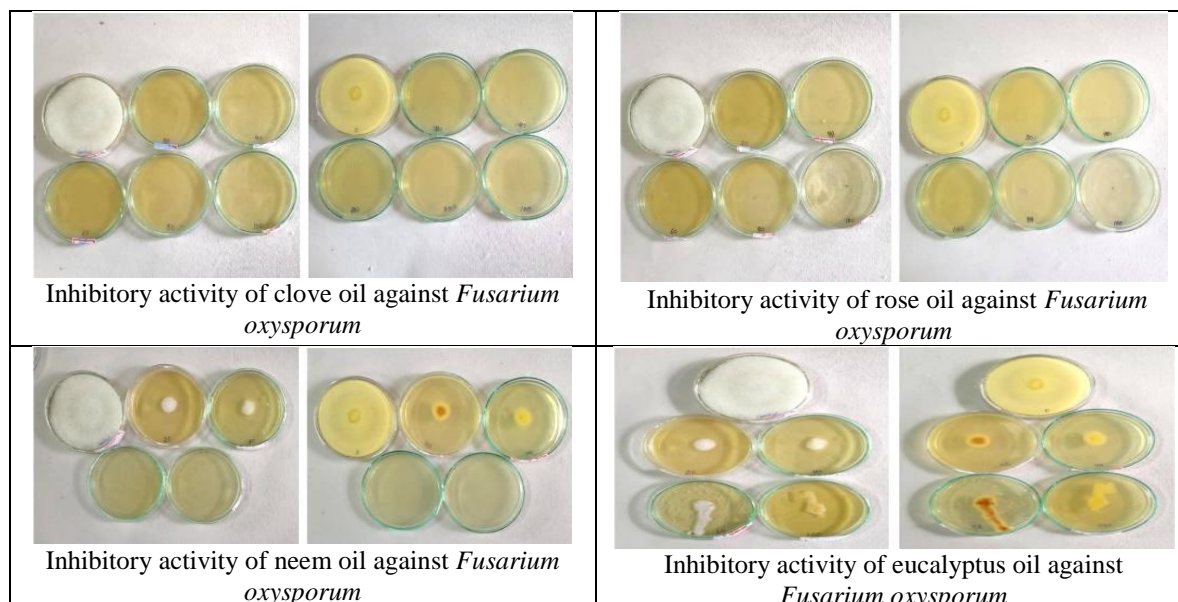 Inhibitory activity of clove oil against Fusarium
oxysporum
Inhibitory activity of rose oil against Fusarium
oxysporum
Inhibitory activity of neem oil against Fusarium
oxysporum
Inhibitory activity of eucalyptus oil against
Fusarium oxysporum